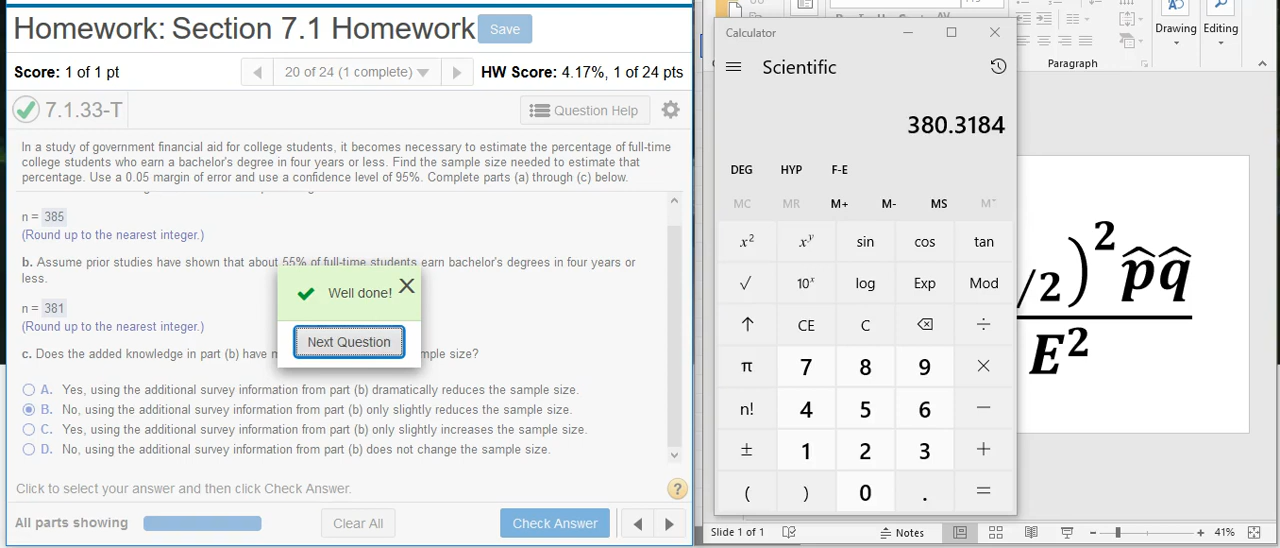 Homework: Section 7.1 Homework
Save
Score: 1 of 1 pt
20 of 24 (1 complete)
HW Score: 4.17%, 1 of 24 pts
7.1.33-T
Question Help
In a study of government financial aid for college students, it becomes necessary to estimate the percentage of full-time
college students who earn a bachelor's degree in four years or less. Find the sample size needed to estimate that
percentage. Use a 0.05 margin of error and use a confidence level of 95%. Complete parts (a) through (c) below.
n = 385
(Round up to the nearest integer.)
b. Assume prior studies have shown that about 55% of full-time students earn bachelor's degrees in four years or
less.
n = 381
(Round up to the nearest integer.)
c. Does the added knowledge in part (b) have
mple size?
Well done!
Next Question
A. Yes, using the additional survey information from part (b) dramatically reduces the sample size.
B. No, using the additional survey information from part (b) only slightly reduces the sample size.
C. Yes, using the additional survey information from part (b) only slightly increases the sample size.
D. No, using the additional survey information from part (b) does not change the sample size.
Click to select your answer and then click Check Answer.
?
All parts showing
Clear All
Check Answer
Calculator
Scientific
380.3184
DEG HYP F-E
MC MR M+ M- MS M˅
x² xʸ sin cos tan
√ 10ˣ log Exp Mod
↑ CE C ⌫ ÷
π 7 8 9 ×
n! 4 5 6 −
± 1 2 3 +
( ) 0 . =
Drawing Editing
Paragraph
/2)² p̂q̂
E²
Slide 1 of 1
Notes
41%